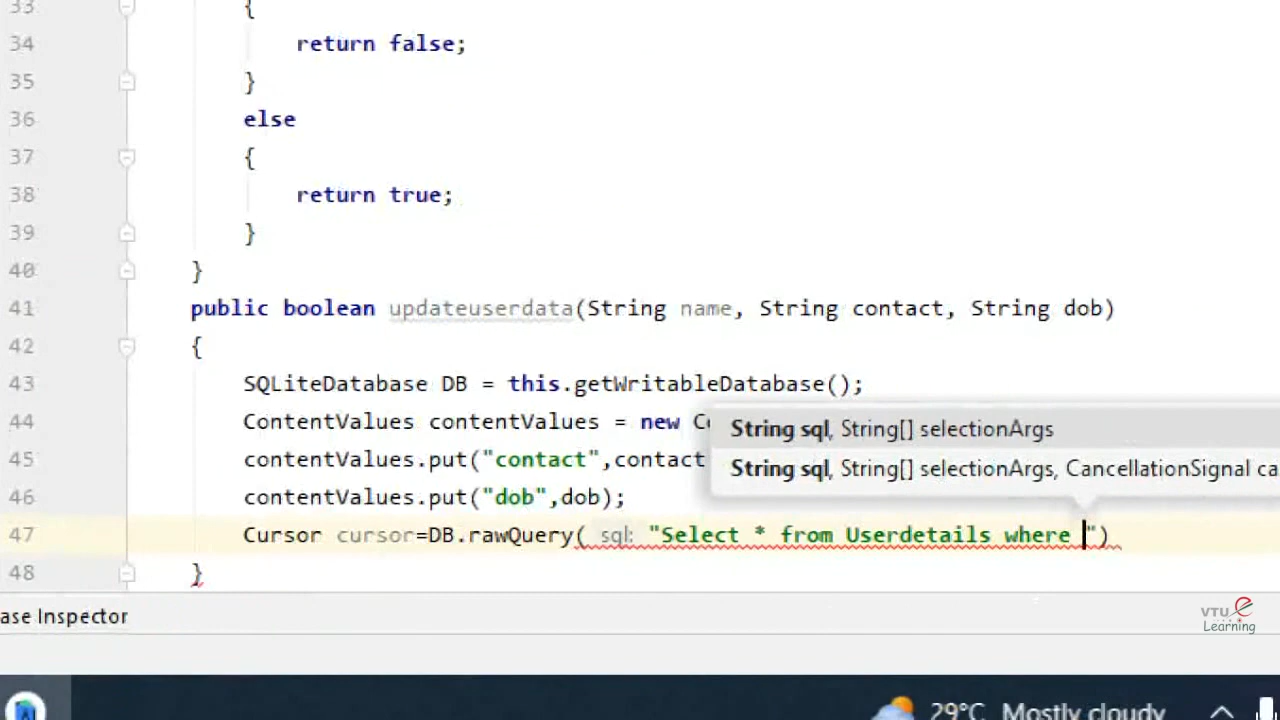 33 {
34 return false;
35 }
36 else
37 {
38 return true;
39 }
40 }
41 public boolean updateuserdata(String name, String contact, String dob)
42 {
43 SQLiteDatabase DB = this.getWritableDatabase();
44 ContentValues contentValues = new Co
String sql, String[] selectionArgs
45 contentValues.put("contact",contact
String sql, String[] selectionArgs, CancellationSignal ca
46 contentValues.put("dob",dob);
47 Cursor cursor=DB.rawQuery( sql: "Select * from Userdetails where ")
48 }
ase Inspector
VTU e
Learning
29°C Mostly cloudy